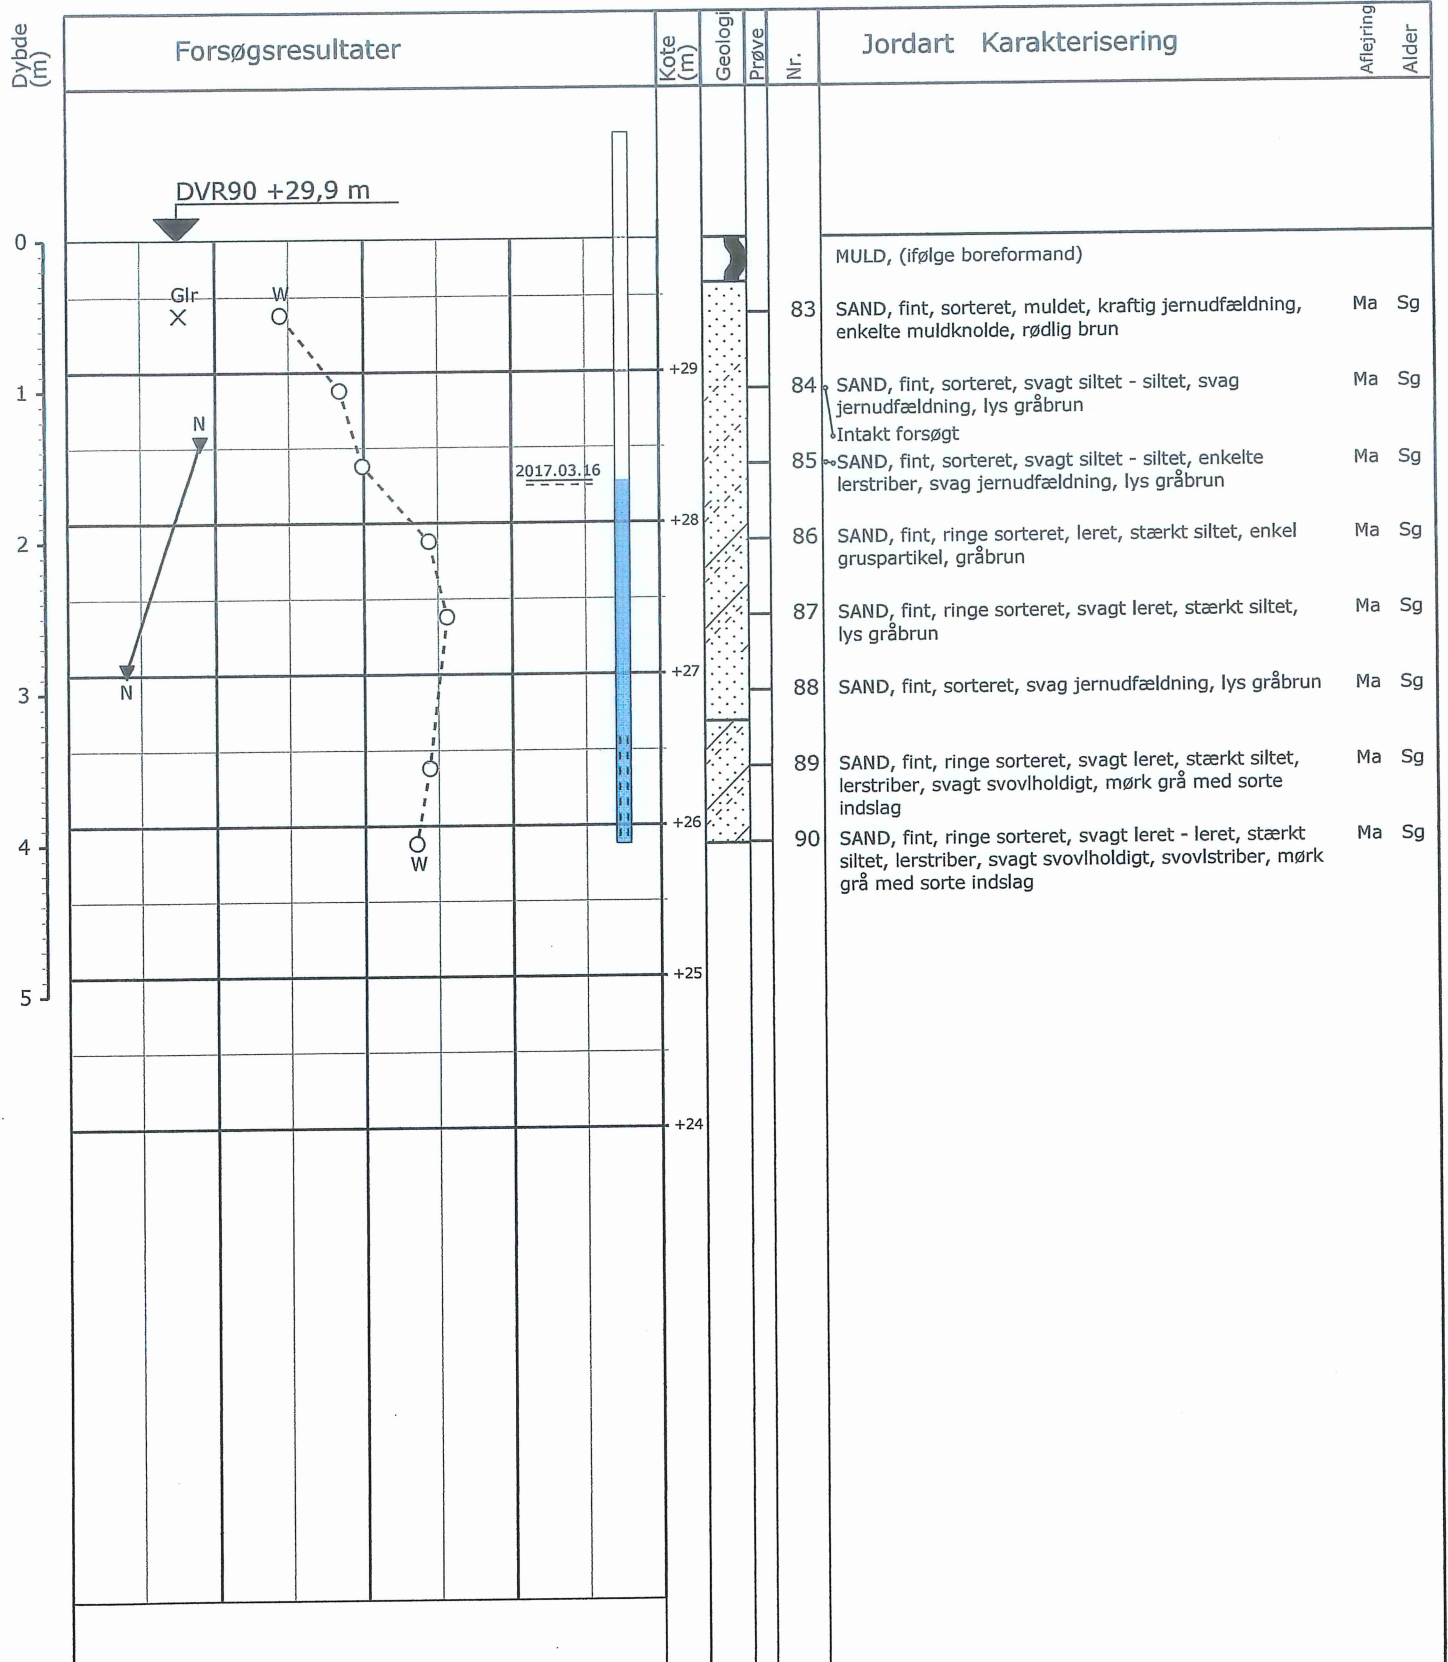 Dybde (m)
Forsøgsresultater
Kote (m)
Geologi
Prøve
Nr.
Jordart Karakterisering
Aflejring
Alder
DVR90 +29,9 m
0
MULD, (ifølge boreformand)
Glr
W
83 SAND, fint, sorteret, muldet, kraftig jernudfældning, Ma Sg
enkelte muldknolde, rødlig brun
+29
1
84 SAND, fint, sorteret, svagt siltet - siltet, svag Ma Sg
jernudfældning, lys gråbrun
N
Intakt forsøgt
85 SAND, fint, sorteret, svagt siltet - siltet, enkelte Ma Sg
2017.03.16
lerstriber, svag jernudfældning, lys gråbrun
+28
2
86 SAND, fint, ringe sorteret, leret, stærkt siltet, enkel Ma Sg
gruspartikel, gråbrun
87 SAND, fint, ringe sorteret, svagt leret, stærkt siltet, Ma Sg
lys gråbrun
+27
3
N
88 SAND, fint, sorteret, svag jernudfældning, lys gråbrun Ma Sg
89 SAND, fint, ringe sorteret, svagt leret, stærkt siltet, Ma Sg
lerstriber, svagt svovlholdigt, mørk grå med sorte
indslag
+26
4
90 SAND, fint, ringe sorteret, svagt leret - leret, stærkt Ma Sg
W
siltet, lerstriber, svagt svovlholdigt, svovlstriber, mørk
grå med sorte indslag
+25
5
+24